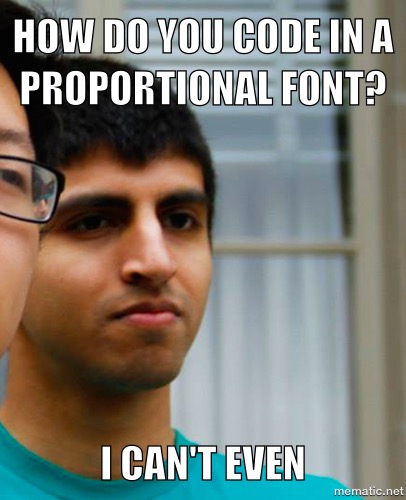 HOW DO YOU CODE IN A
PROPORTIONAL FONT?
I CAN'T EVEN
mematic.net